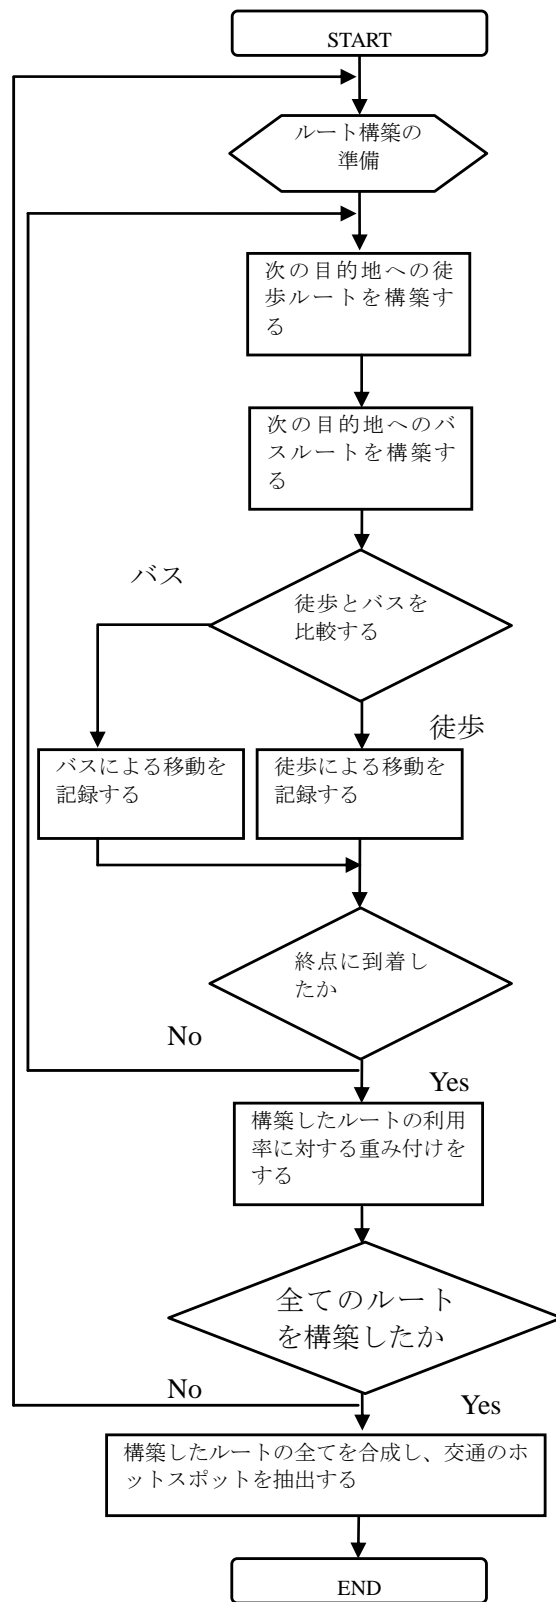 START
ルート構築の
準備
次の目的地への徒
歩ルートを構築す
る
次の目的地へのバ
スルートを構築す
る
バス
徒歩とバスを
比較する
徒歩
バスによる移動を
記録する
徒歩による移動を
記録する
終点に到着し
たか
No
Yes
構築したルートの利用
率に対する重み付けを
する
全てのルート
を構築したか
No
Yes
構築したルートの全てを合成し、交通のホ
ットスポットを抽出する
END